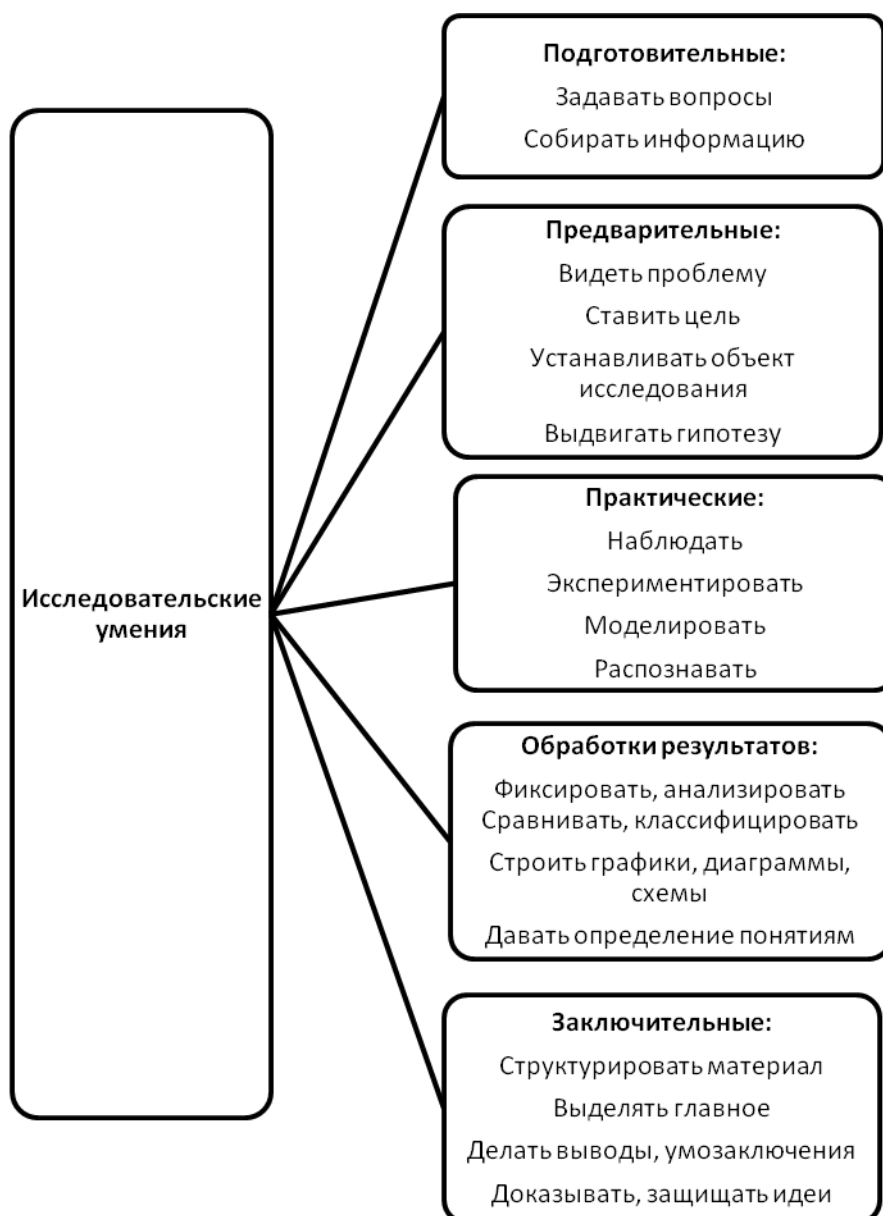 Исследовательские
умения
Подготовительные:
Задавать вопросы
Собирать информацию
Предварительные:
Видеть проблему
Ставить цель
Устанавливать объект
исследования
Выдвигать гипотезу
Практические:
Наблюдать
Экспериментировать
Моделировать
Распознавать
Обработки результатов:
Фиксировать, анализировать
Сравнивать, классифицировать
Строить графики, диаграммы,
схемы
Давать определение понятиям
Заключительные:
Структурировать материал
Выделять главное
Делать выводы, умозаключения
Доказывать, защищать идеи